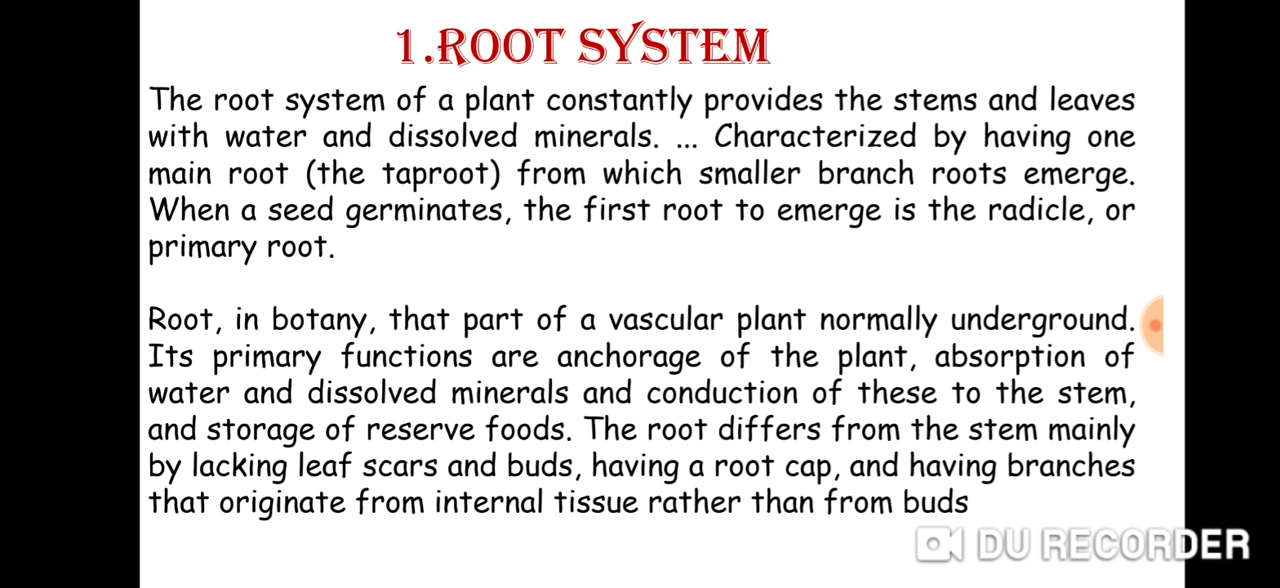 1.ROOT SYSTEM
The root system of a plant constantly provides the stems and leaves
with water and dissolved minerals. ... Characterized by having one
main root (the taproot) from which smaller branch roots emerge.
When a seed germinates, the first root to emerge is the radicle, or
primary root.
Root, in botany, that part of a vascular plant normally underground.
Its primary functions are anchorage of the plant, absorption of
water and dissolved minerals and conduction of these to the stem,
and storage of reserve foods. The root differs from the stem mainly
by lacking leaf scars and buds, having a root cap, and having branches
that originate from internal tissue rather than from buds
DU RECORDER